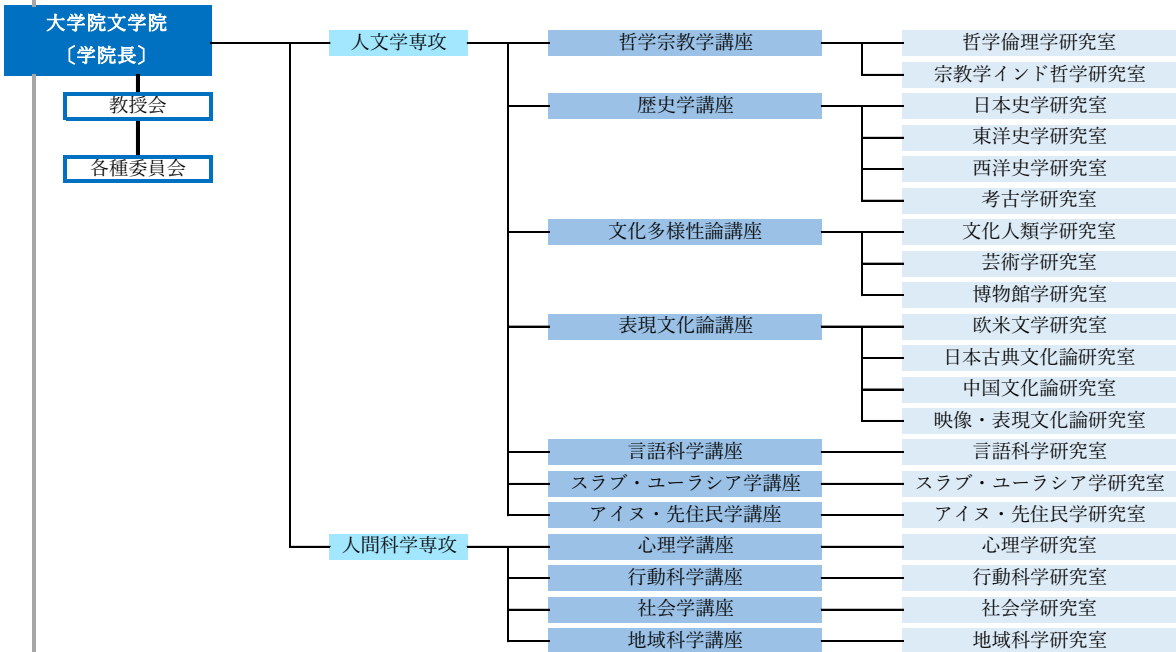 大学院文学院
〔学院長〕
教授会
各種委員会
人文学専攻
哲学宗教学講座
哲学倫理学研究室
宗教学インド哲学研究室
歴史学講座
日本史学研究室
東洋史学研究室
西洋史学研究室
考古学研究室
文化多様性論講座
文化人類学研究室
芸術学研究室
博物館学研究室
表現文化論講座
欧米文学研究室
日本古典文化論研究室
中国文化論研究室
映像・表現文化論研究室
言語科学講座
言語科学研究室
スラブ・ユーラシア学講座
スラブ・ユーラシア学研究室
アイヌ・先住民学講座
アイヌ・先住民学研究室
人間科学専攻
心理学講座
心理学研究室
行動科学講座
行動科学研究室
社会学講座
社会学研究室
地域科学講座
地域科学研究室